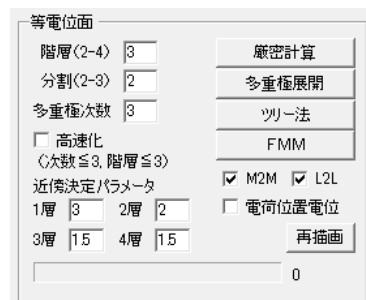 等電位面
階層(2-4) 3
厳密計算
分割(2-3) 2
多重極展開
多重極次数 3
ツリー法
高速化
FMM
(次数≦3, 階層≦3)
M2M L2L
近傍決定パラメータ
電荷位置電位
1層 3 2層 2
3層 1.5 4層 1.5
再描画
0